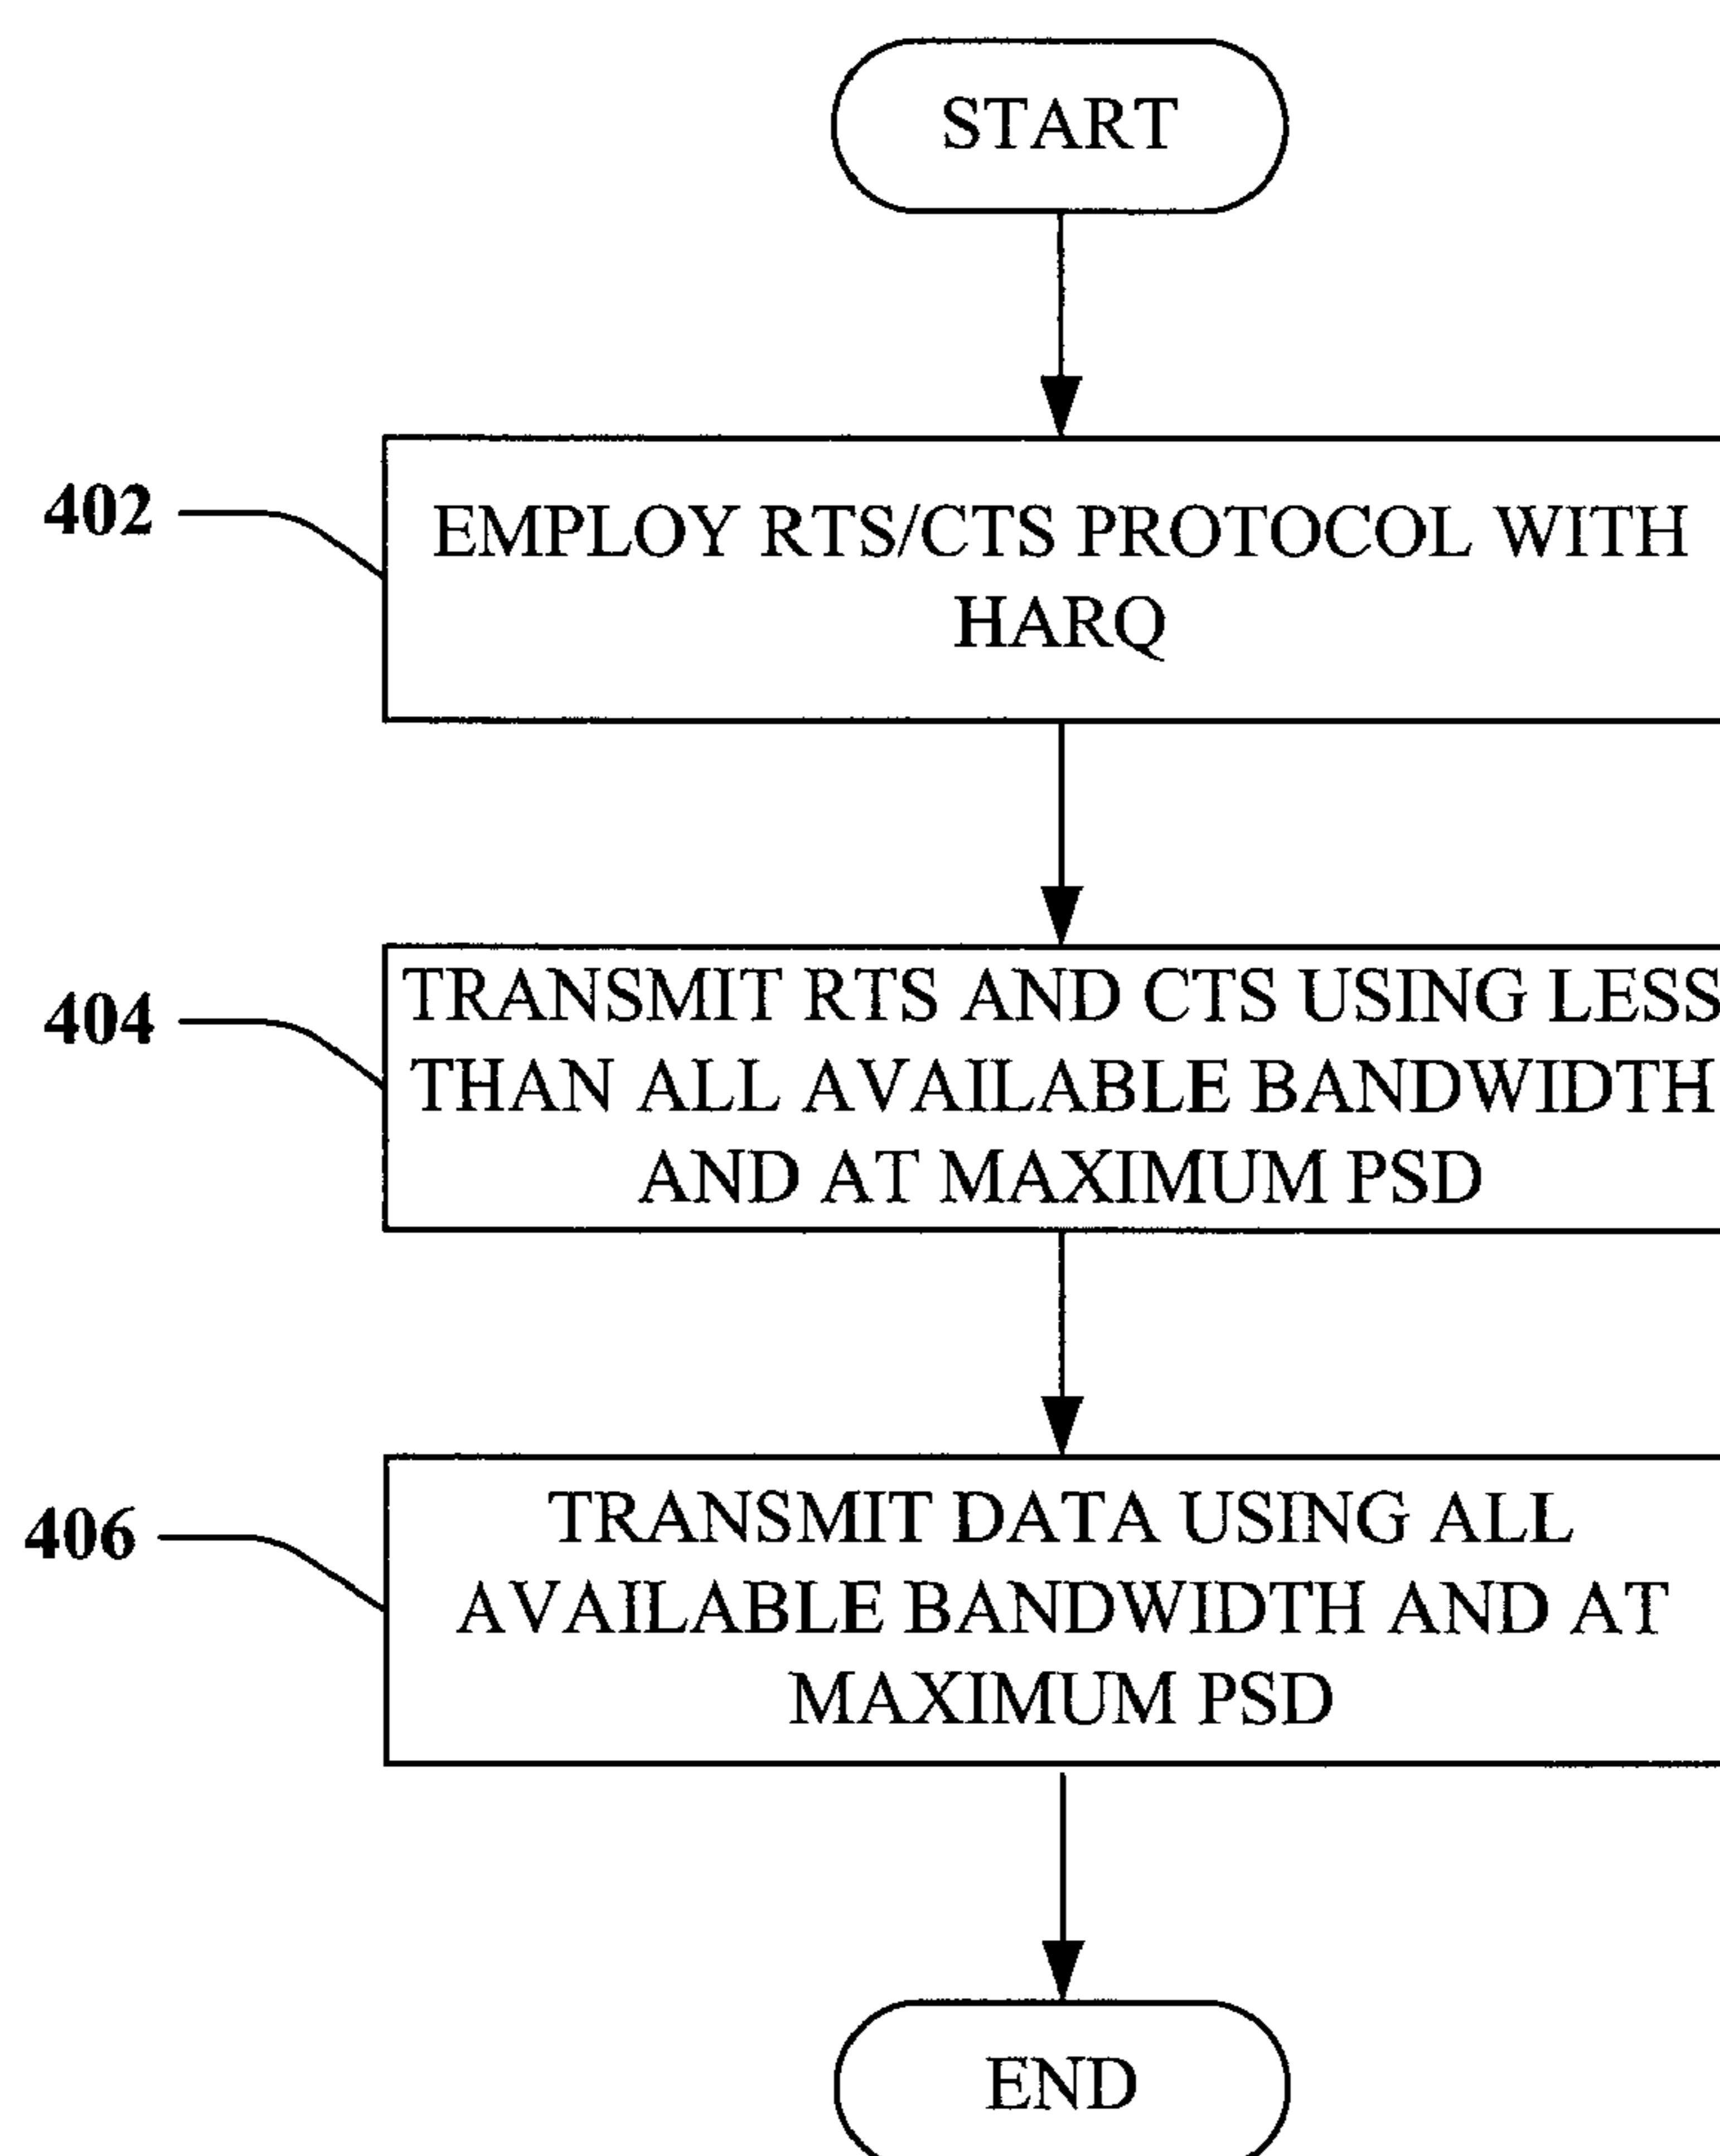 START
402
EMPLOY RTS/CTS PROTOCOL WITH
HARQ
404
TRANSMIT RTS AND CTS USING LESS
THAN ALL AVAILABLE BANDWIDTH
AND AT MAXIMUM PSD
406
TRANSMIT DATA USING ALL
AVAILABLE BANDWIDTH AND AT
MAXIMUM PSD
END